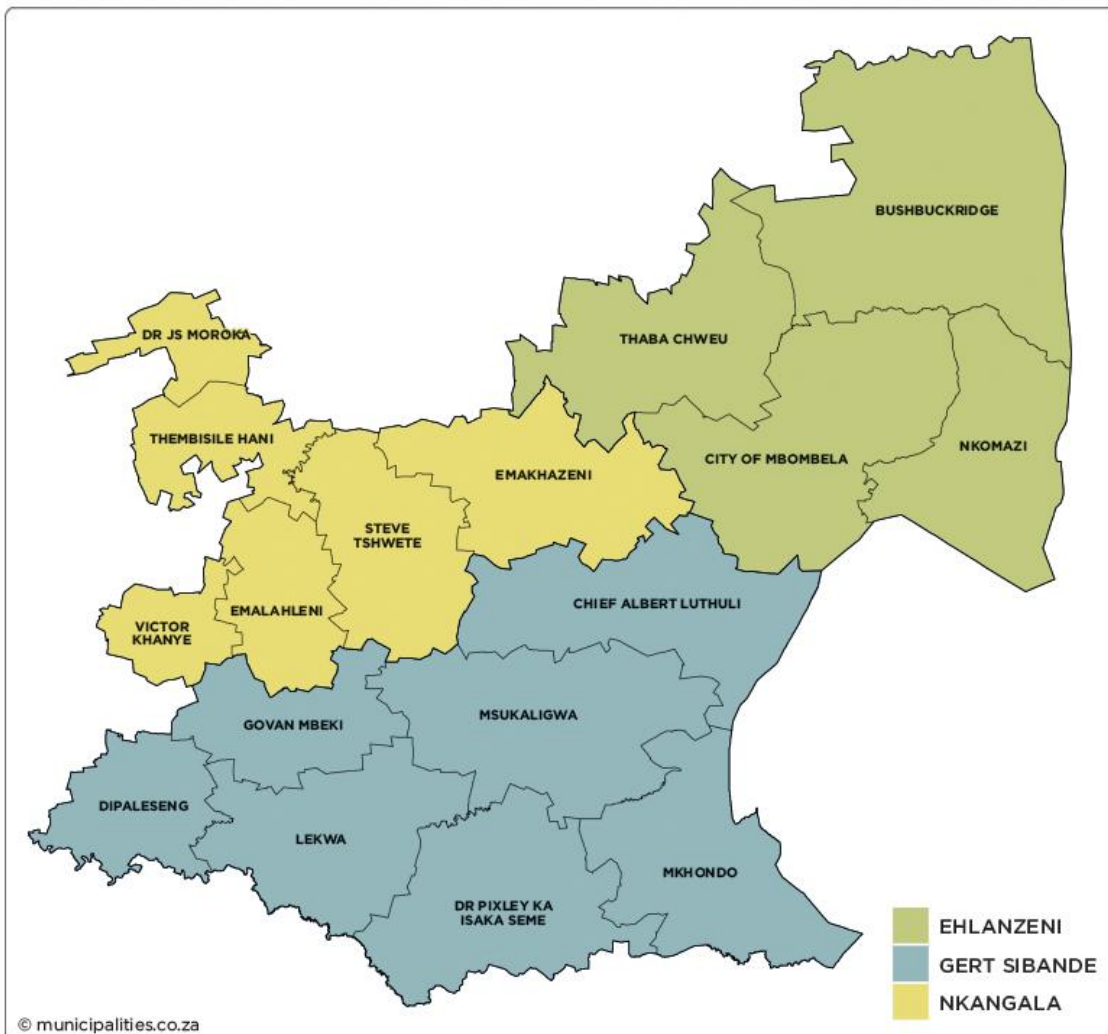 BUSHBUCKRIDGE
DR JS MOROKA
THABA CHWEU
THEMBISILE HANI
NKOMAZI
CITY OF MBOMBELA
EMAKHAZENI
STEVE
TSHWETE
CHIEF ALBERT LUTHULI
EMALAHLENI
VICTOR
KHANYE
MSUKALIGWA
GOVAN MBEKI
DIPALESENG
LEKWA
MKHONDO
DR PIXLEY KA
ISAKA SEME
EHLANZENI
GERT SIBANDE
NKANGALA
© municipalities.co.za